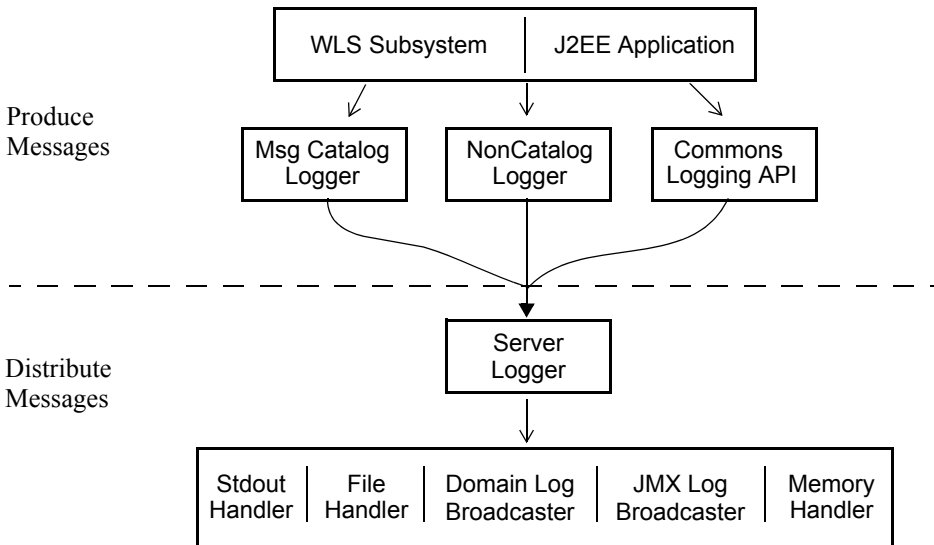 WLS Subsystem
J2EE Application
Produce
Messages
Msg Catalog
Logger
NonCatalog
Logger
Commons
Logging API
Distribute
Messages
Server
Logger
Stdout
Handler
File
Handler
Domain Log
Broadcaster
JMX Log
Broadcaster
Memory
Handler